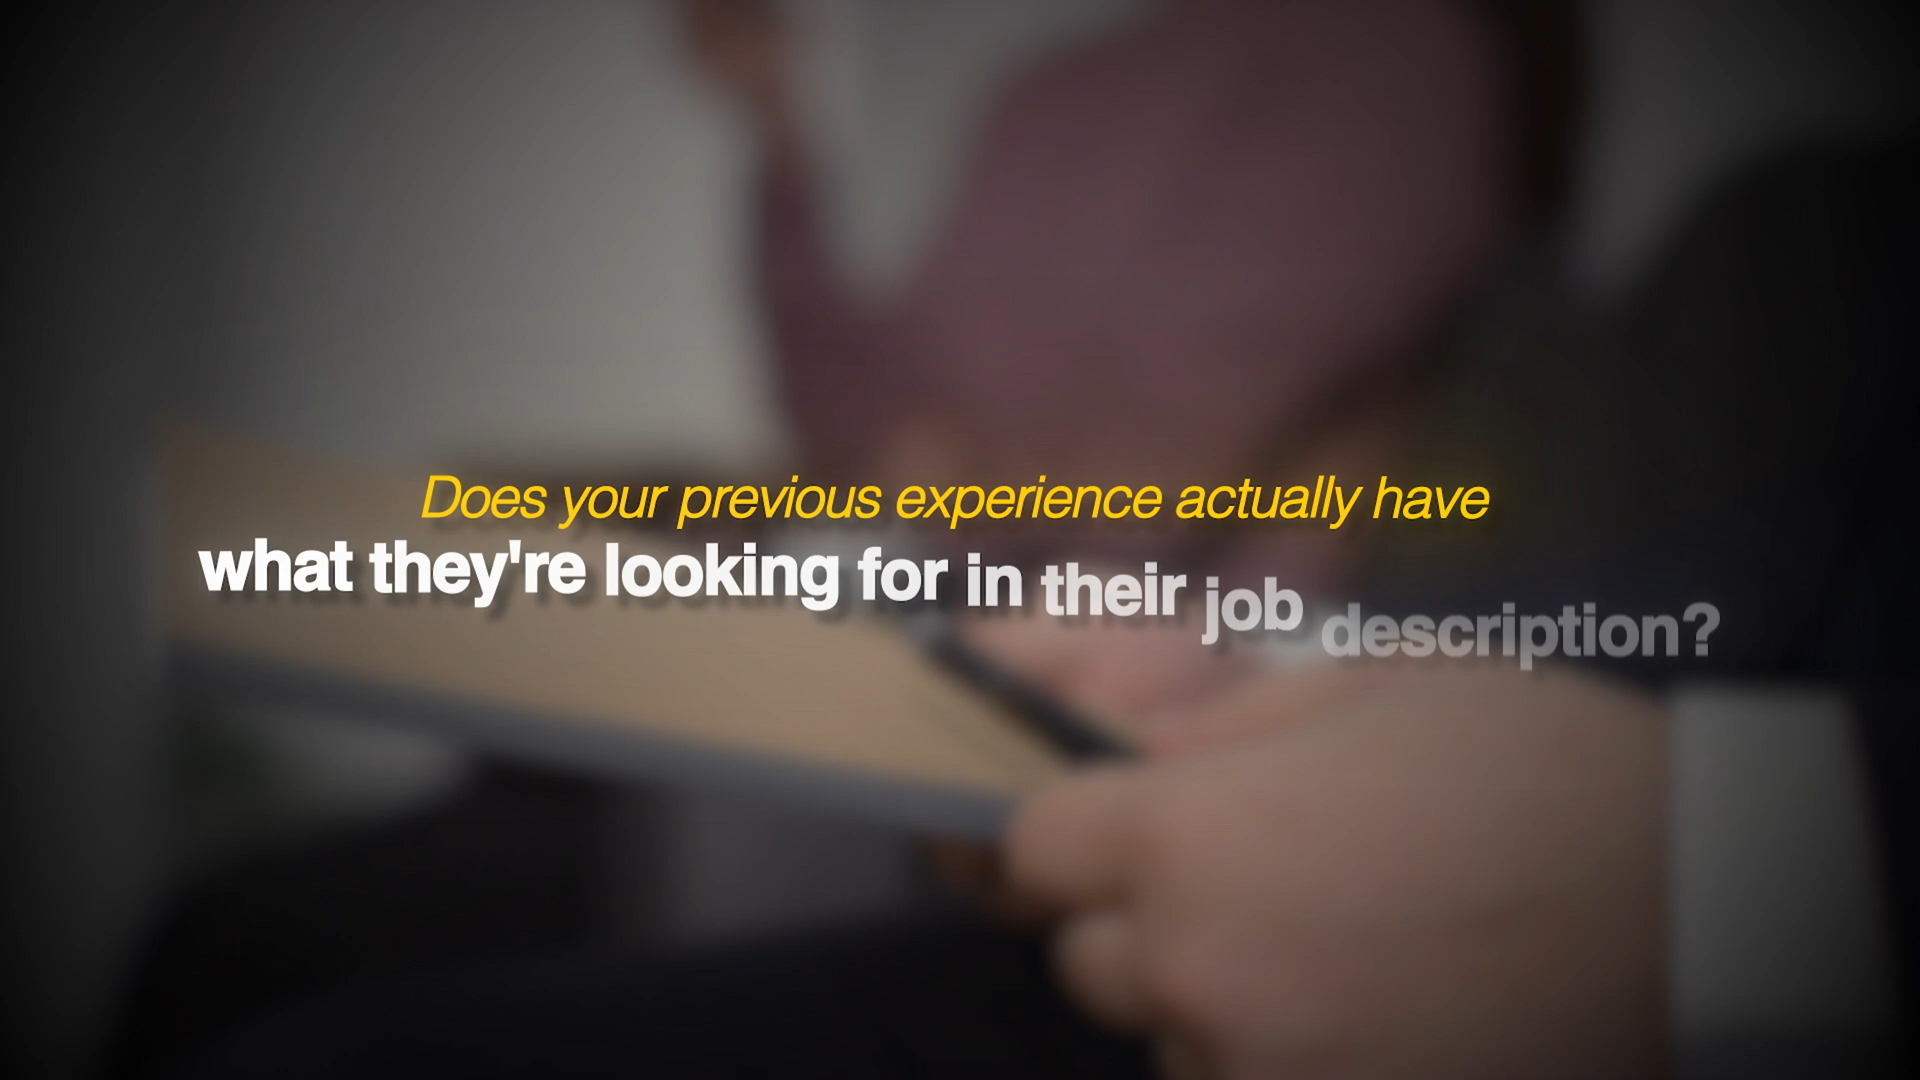 Does your previous experience actually have
what they're looking for in their job description?